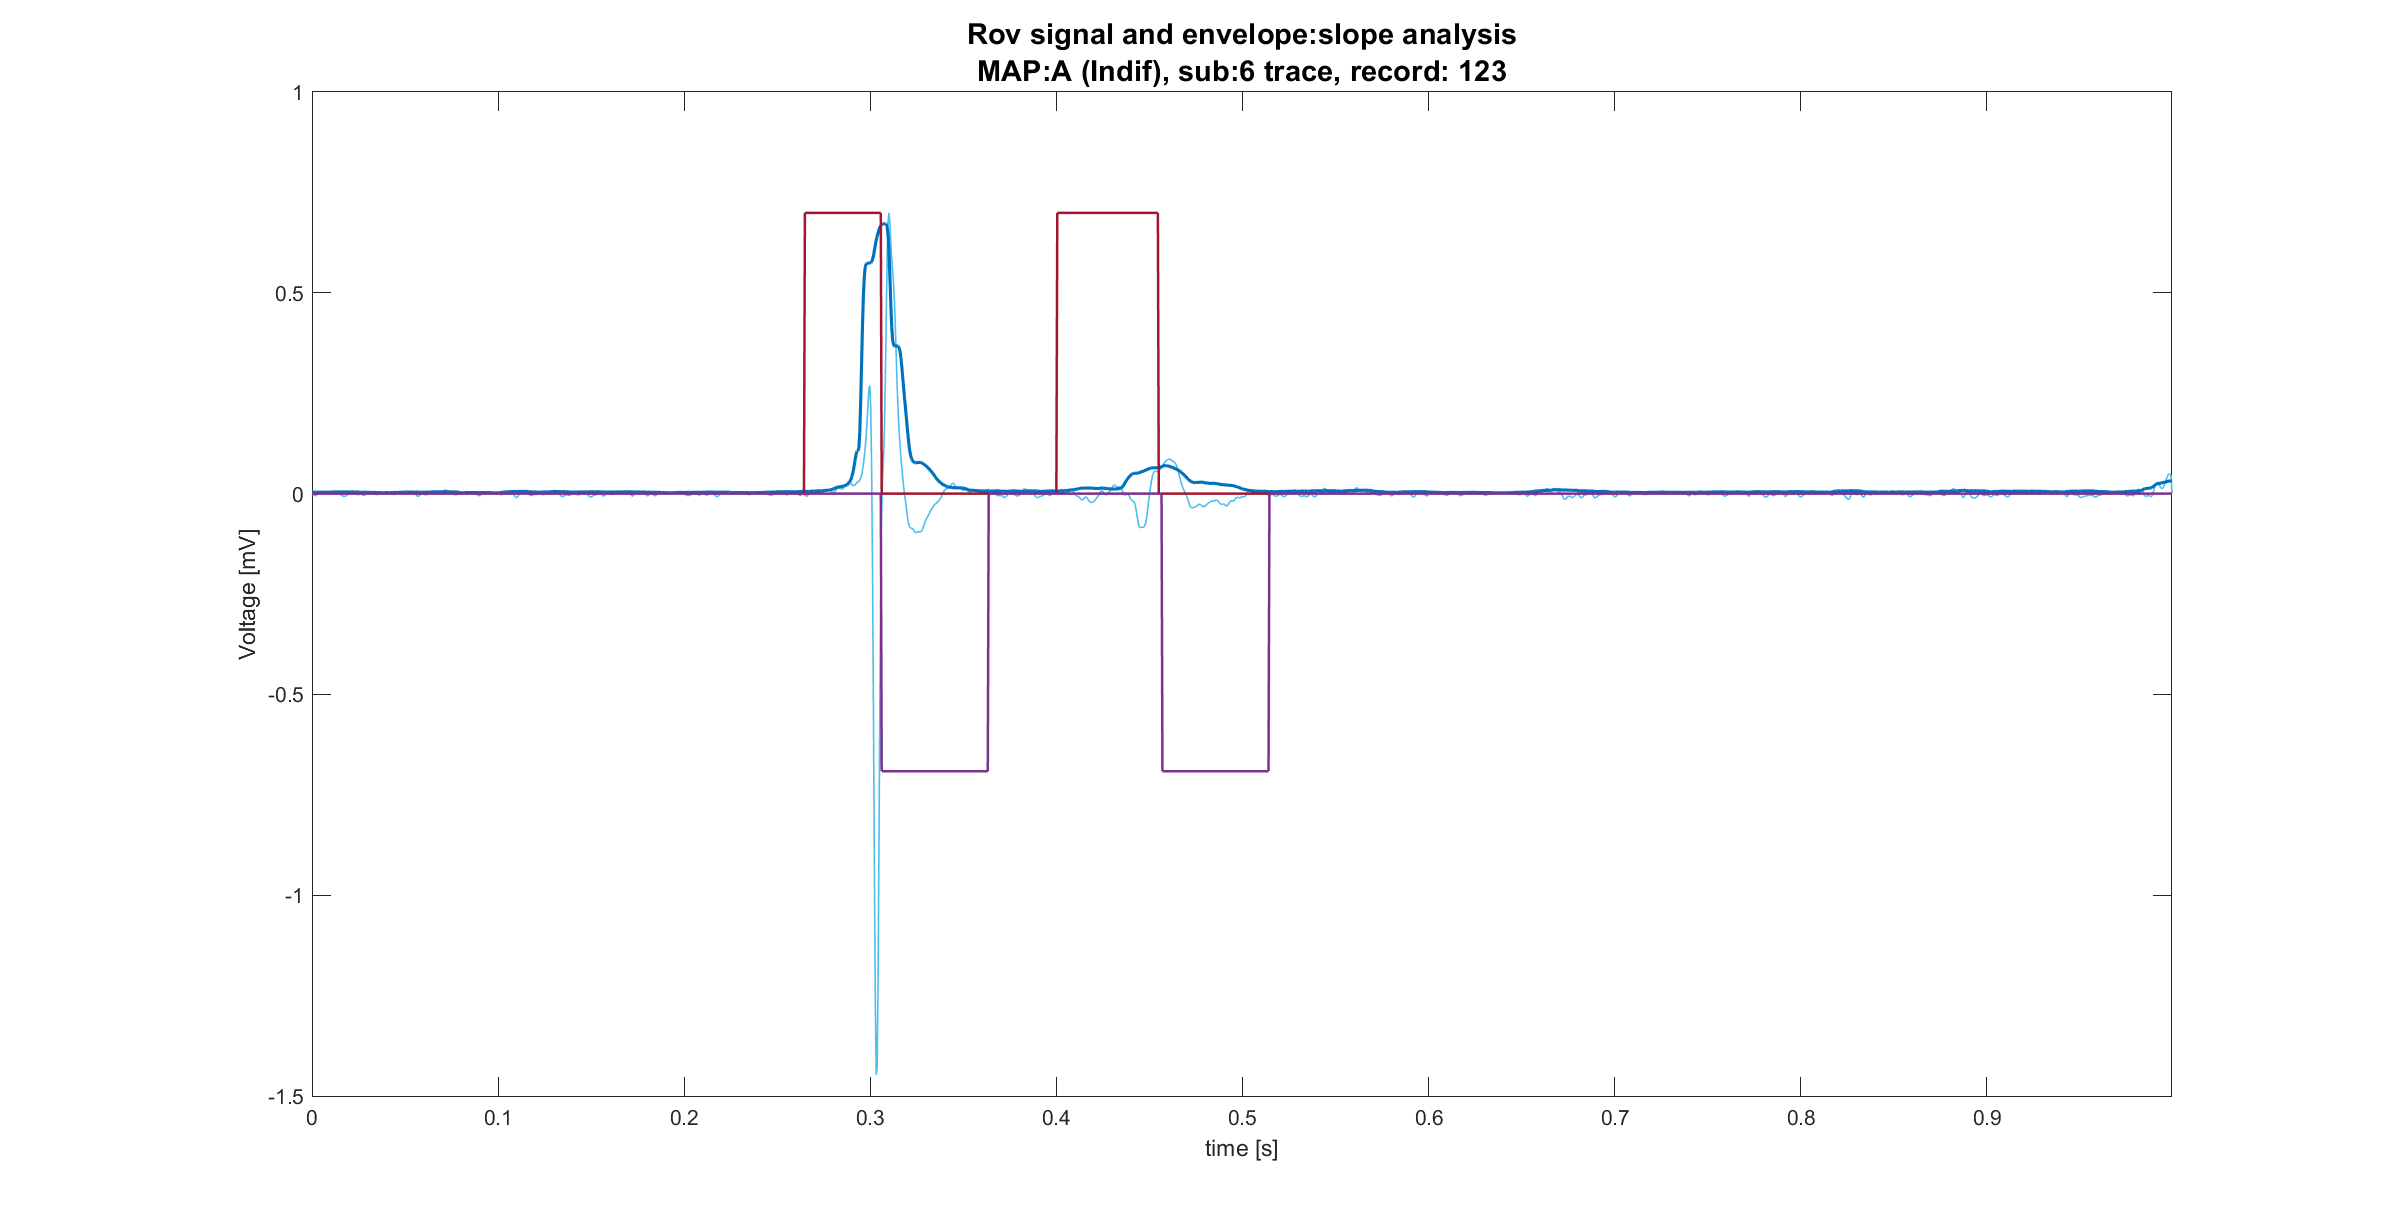 Rov signal and envelope:slope analysis
MAP:A (Indif), sub:6 trace, record: 123
1
0.5
0
-0.5
-1
-1.5
Voltage [mV]
0 0.1 0.2 0.3 0.4 0.5 0.6 0.7 0.8 0.9
time [s]